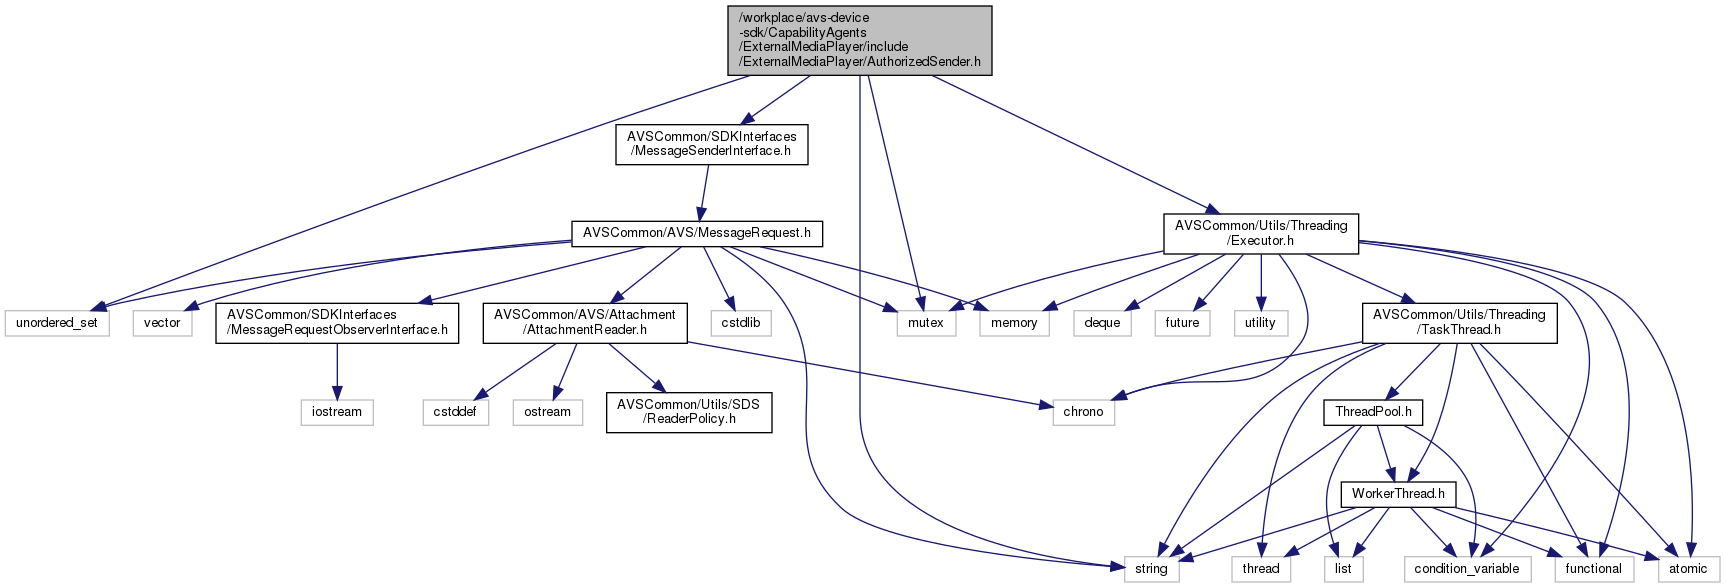 /workplace/avs-device
-sdk/CapabilityAgents
/ExternalMediaPlayer/include
/ExternalMediaPlayer/AuthorizedSender.h
AVSCommon/SDKInterfaces
/MessageSenderInterface.h
AVSCommon/AVS/MessageRequest.h
AVSCommon/Utils/Threading
/Executor.h
unordered_set
vector
AVSCommon/SDKInterfaces
/MessageRequestObserverInterface.h
AVSCommon/AVS/Attachment
/AttachmentReader.h
cstdlib
mutex
memory
deque
future
utility
AVSCommon/Utils/Threading
/TaskThread.h
iostream
cstddef
ostream
AVSCommon/Utils/SDS
/ReaderPolicy.h
chrono
ThreadPool.h
WorkerThread.h
string
thread
list
condition_variable
functional
atomic